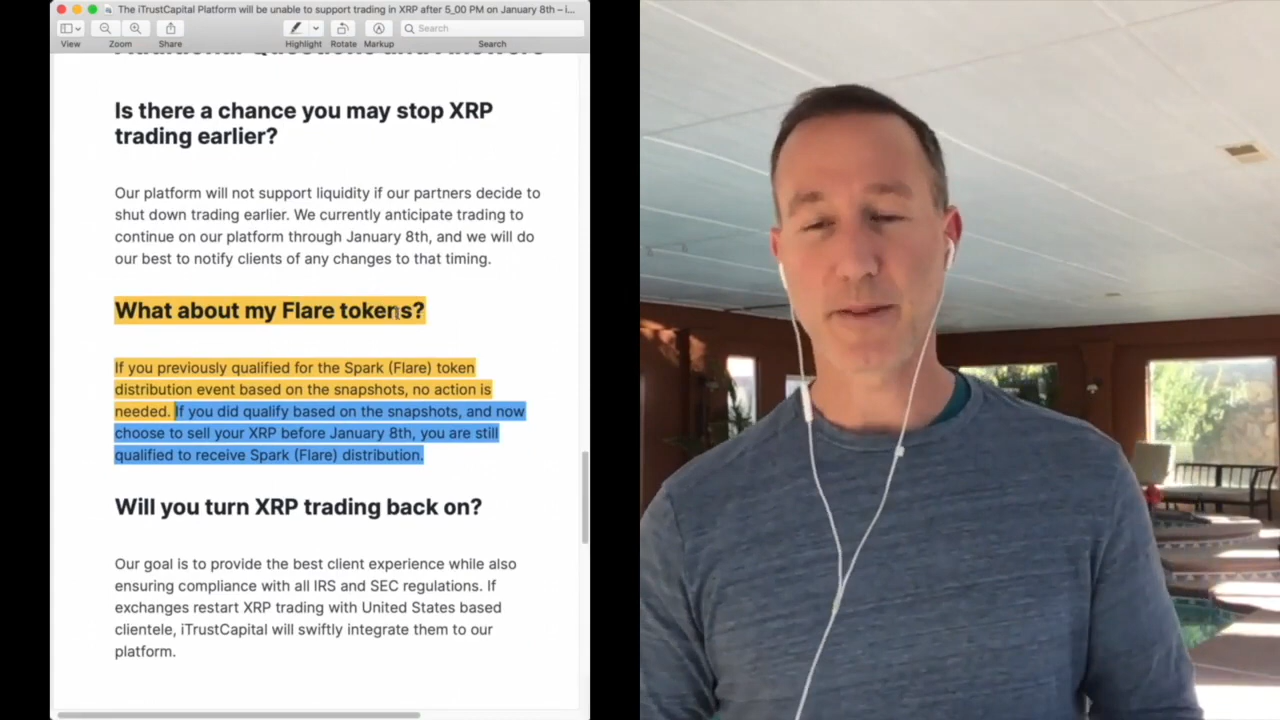 The iTrustCapital Platform will be unable to support trading in XRP after 5_00 PM on January 8th – i...
Search
View
Zoom
Share
Highlight
Rotate
Markup
Search
Additional Questions and Answers
Is there a chance you may stop XRP
trading earlier?
Our platform will not support liquidity if our partners decide to
shut down trading earlier. We currently anticipate trading to
continue on our platform through January 8th, and we will do
our best to notify clients of any changes to that timing.
What about my Flare tokens?
If you previously qualified for the Spark (Flare) token
distribution event based on the snapshots, no action is
needed. If you did qualify based on the snapshots, and now
choose to sell your XRP before January 8th, you are still
qualified to receive Spark (Flare) distribution.
Will you turn XRP trading back on?
Our goal is to provide the best client experience while also
ensuring compliance with all IRS and SEC regulations. If
exchanges restart XRP trading with United States based
clientele, iTrustCapital will swiftly integrate them to our
platform.